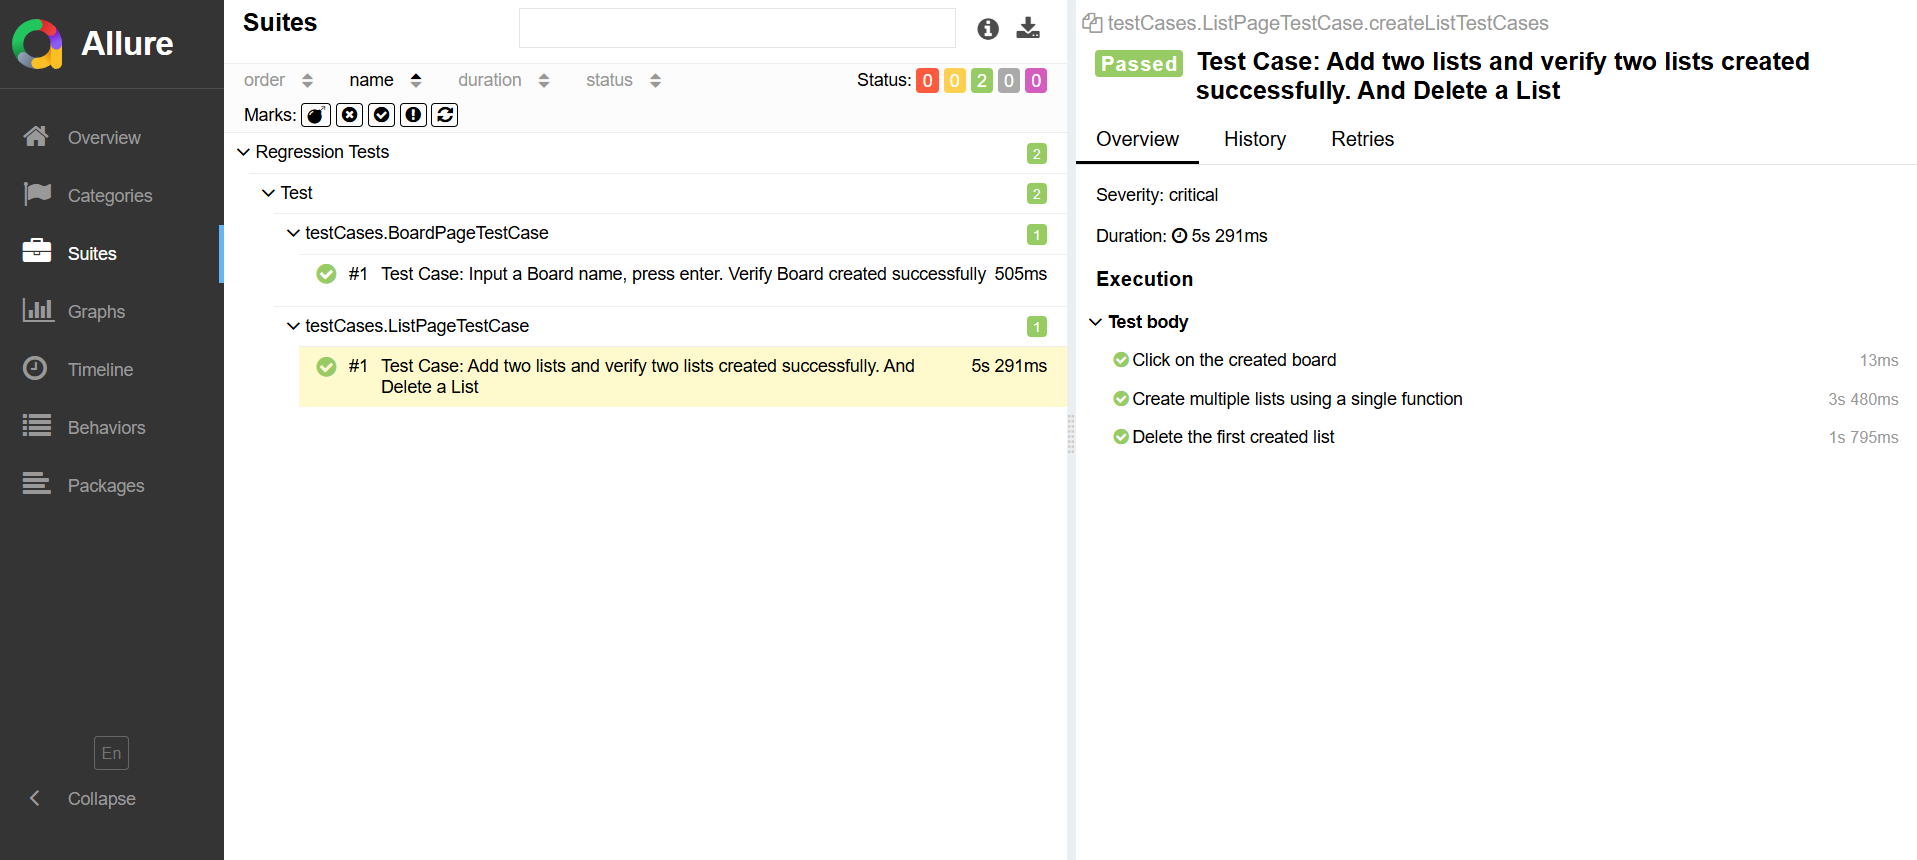 Allure
Overview
Categories
Suites
Graphs
Timeline
Behaviors
Packages
En
Collapse
Suites
order name duration status Status: 0 0 2 0 0
Marks:
Regression Tests 2
Test 2
testCases.BoardPageTestCase 1
#1 Test Case: Input a Board name, press enter. Verify Board created successfully 505ms
testCases.ListPageTestCase 1
#1 Test Case: Add two lists and verify two lists created successfully. And 5s 291ms
Delete a List
testCases.ListPageTestCase.createListTestCases
Passed Test Case: Add two lists and verify two lists created
successfully. And Delete a List
Overview History Retries
Severity: critical
Duration: 5s 291ms
Execution
Test body
Click on the created board 13ms
Create multiple lists using a single function 3s 480ms
Delete the first created list 1s 795ms